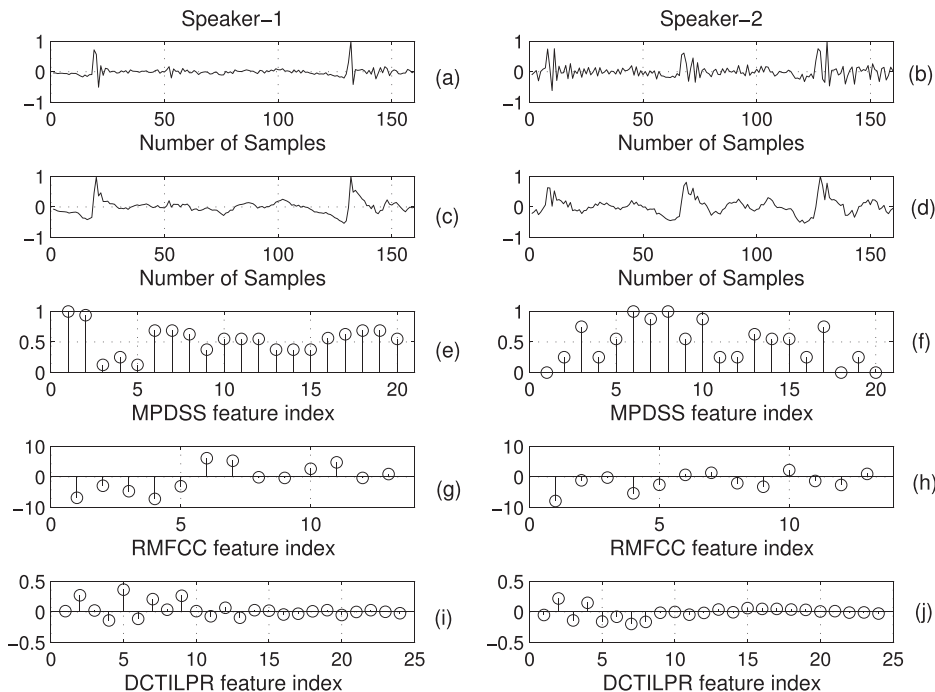 Speaker−1 Speaker−2
1 0 −1 (a) 1 0 −1 (b)
0 50 100 150 0 50 100 150
Number of Samples Number of Samples
1 0 −1 (c) 1 0 −1 (d)
0 50 100 150 0 50 100 150
Number of Samples Number of Samples
1 0.5 0 (e) 1 0.5 0 (f)
0 5 10 15 20 0 5 10 15 20
MPDSS feature index MPDSS feature index
10 0 −10 (g) 10 0 −10 (h)
0 5 10 0 5 10
RMFCC feature index RMFCC feature index
0.5 0 −0.5 (i) 0.5 0 −0.5 (j)
0 5 10 15 20 25 0 5 10 15 20 25
DCTILPR feature index DCTILPR feature index